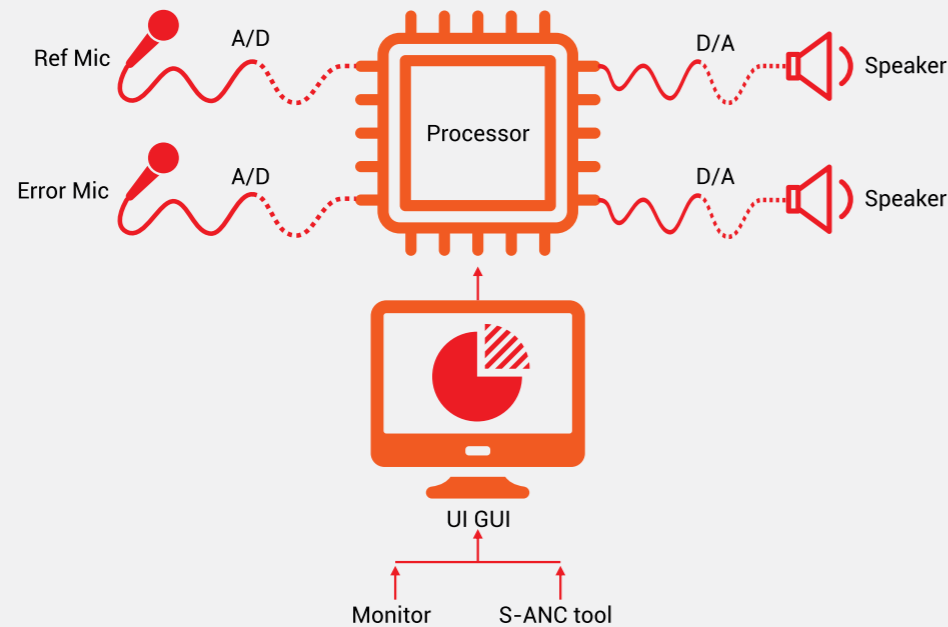 Ref Mic
A/D
D/A
Speaker
Processor
Error Mic
A/D
D/A
Speaker
UI GUI
Monitor
S-ANC tool